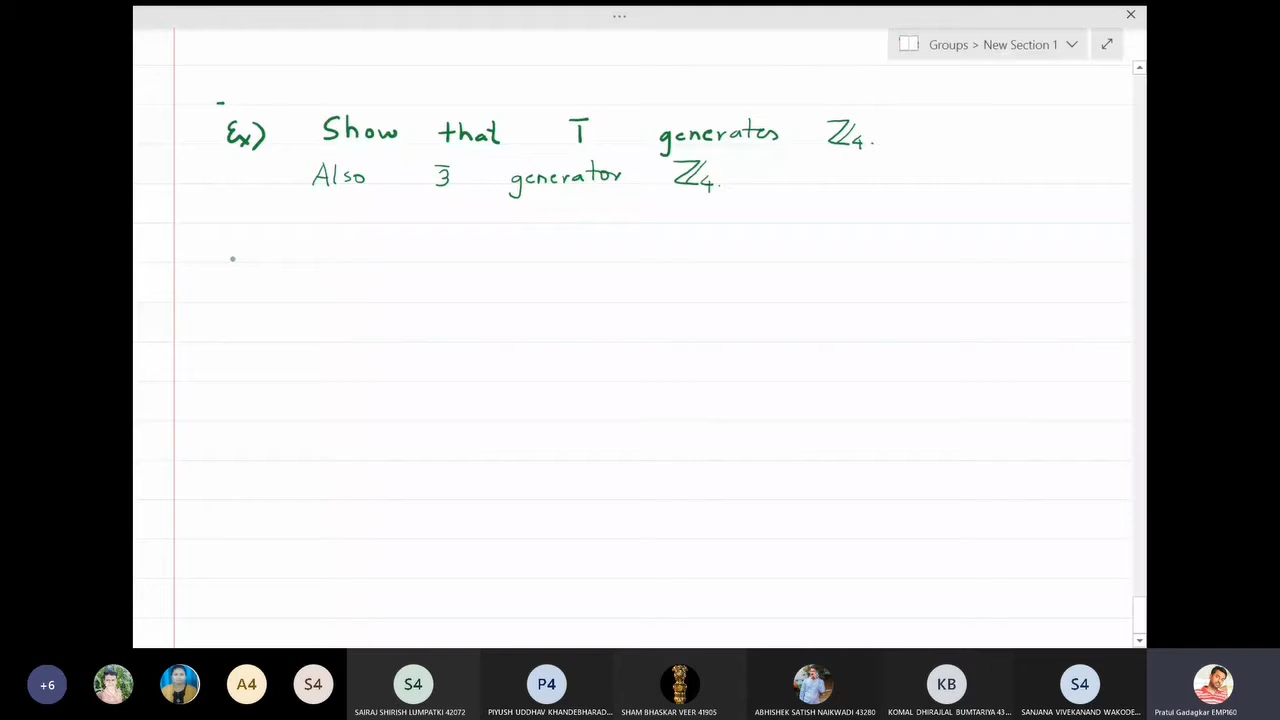 Groups > New Section 1
Ex) Show that 1̄ generates ℤ₄.
Also 3̄ generator ℤ₄.
+6
A4
S4
S4
P4
KB
S4
SAIRAJ SHIRISH LUMPATKI 42072
PIYUSH UDDHAV KHANDEBHARAD...
SHAM BHASKAR VEER 41905
ABHISHEK SATISH NAIKWADI 43280
KOMAL DHIRAJLAL BUMTARIYA 43...
SANJANA VIVEKANAND WAKODE...
Pratul Gadagkar EMP160